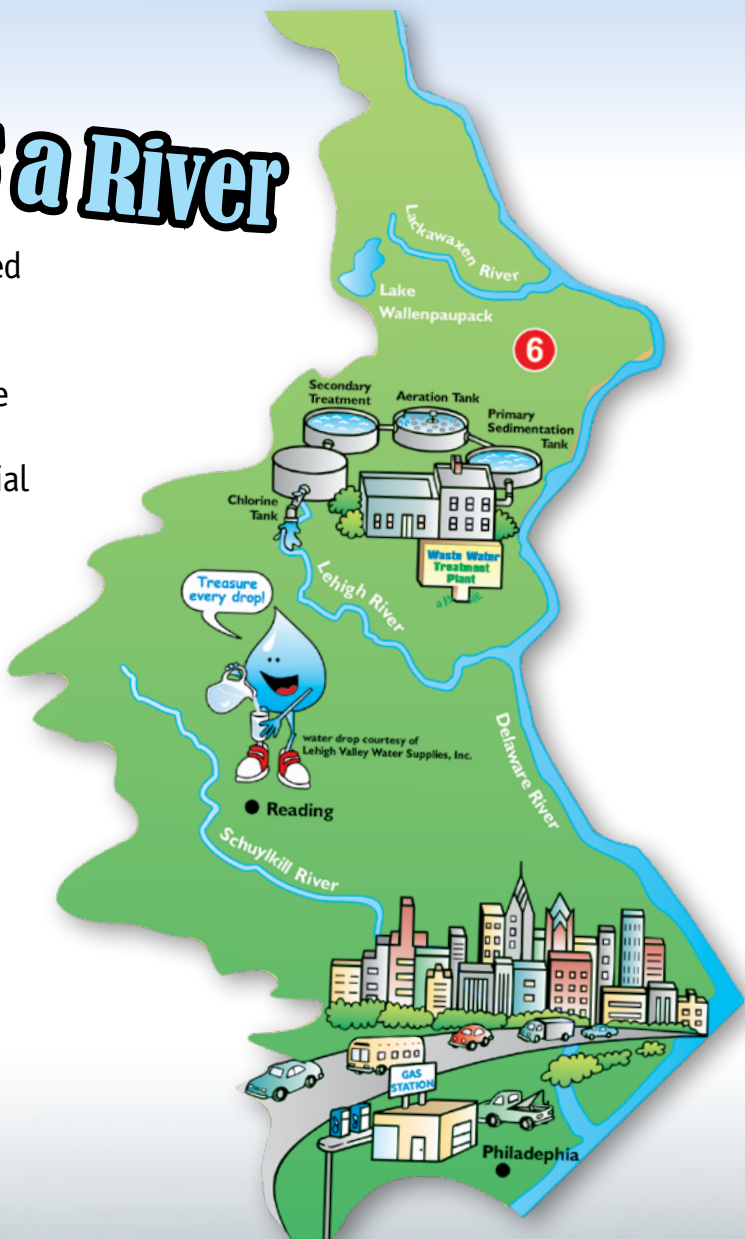 a River
ed
e
ial
Lackawaxen River
Lake
Wallenpaupack
6
Secondary
Treatment
Aeration Tank
Primary
Sedimentation
Tank
Chlorine
Tank
Waste Water
Treatment
Plant
Lehigh River
Treasure
every drop!
water drop courtesy of
Lehigh Valley Water Supplies, Inc.
Delaware River
Reading
Schuylkill River
GAS
STATION
Philadephia